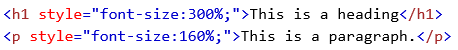 <h1 style="font-size:300%;">This is a heading</h1>
<p style="font-size:160%;">This is a paragraph.</p>